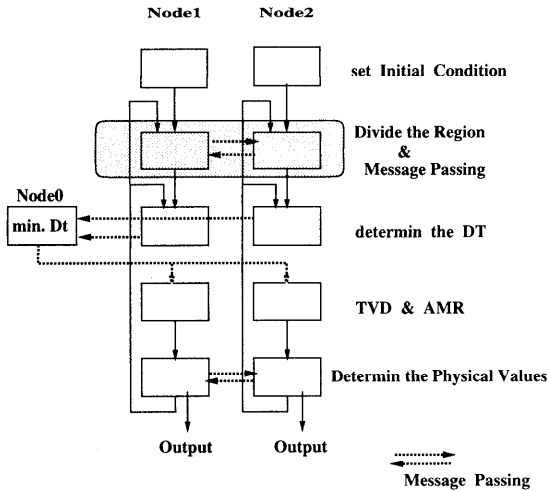 Node1 Node2
set Initial Condition
Divide the Region
&
Message Passing
Node0
min. Dt
determin the DT
TVD & AMR
Determin the Physical Values
Output Output
Message Passing